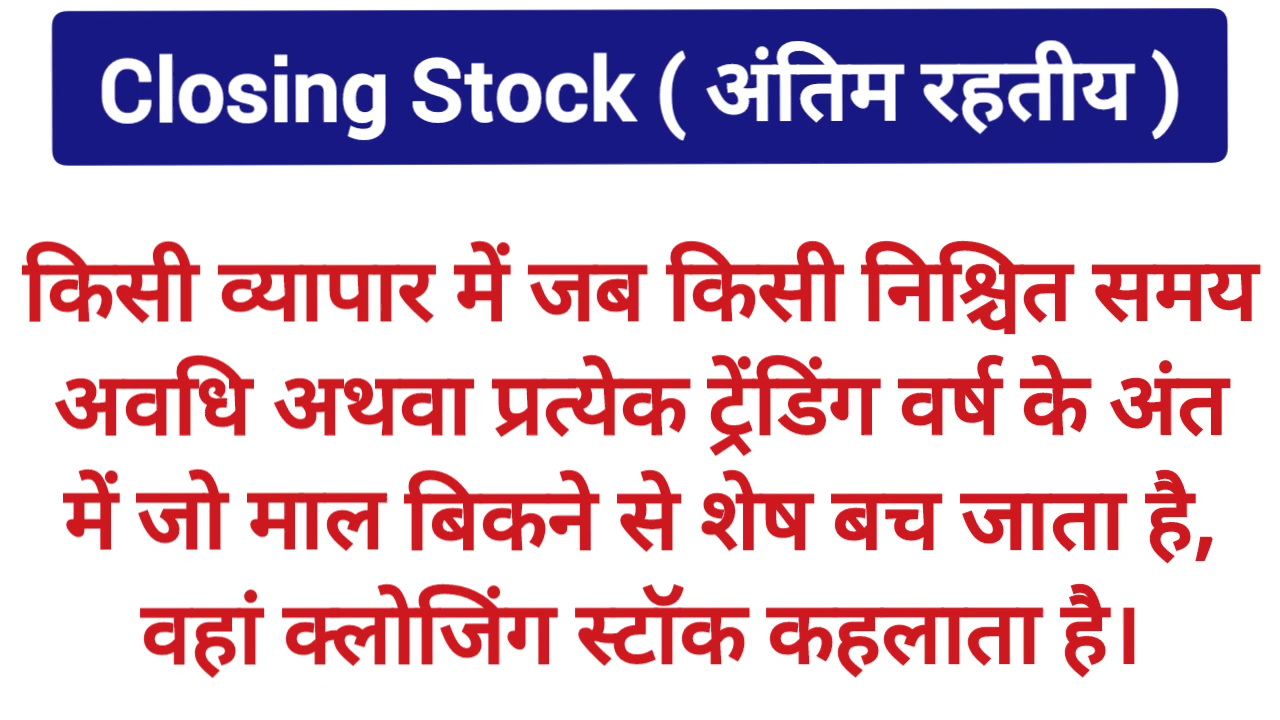 Closing Stock ( अंतिम रहतीय )
किसी व्यापार में जब किसी निश्चित समय
अवधि अथवा प्रत्येक ट्रेंडिंग वर्ष के अंत
में जो माल बिकने से शेष बच जाता है,
वहां क्लोजिंग स्टॉक कहलाता है।